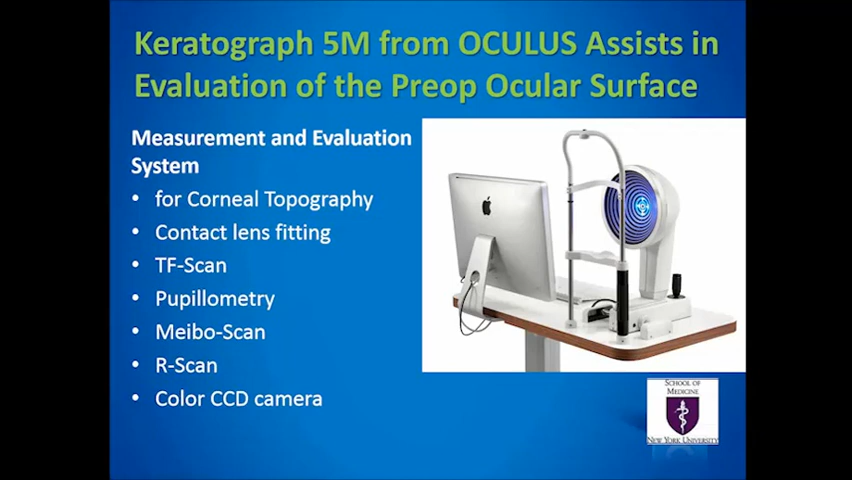 Keratograph 5M from OCULUS Assists in
Evaluation of the Preop Ocular Surface
Measurement and Evaluation
System
• for Corneal Topography
• Contact lens fitting
• TF-Scan
• Pupillometry
• Meibo-Scan
• R-Scan
• Color CCD camera
SCHOOL OF
MEDICINE
NEW YORK UNIVERSITY